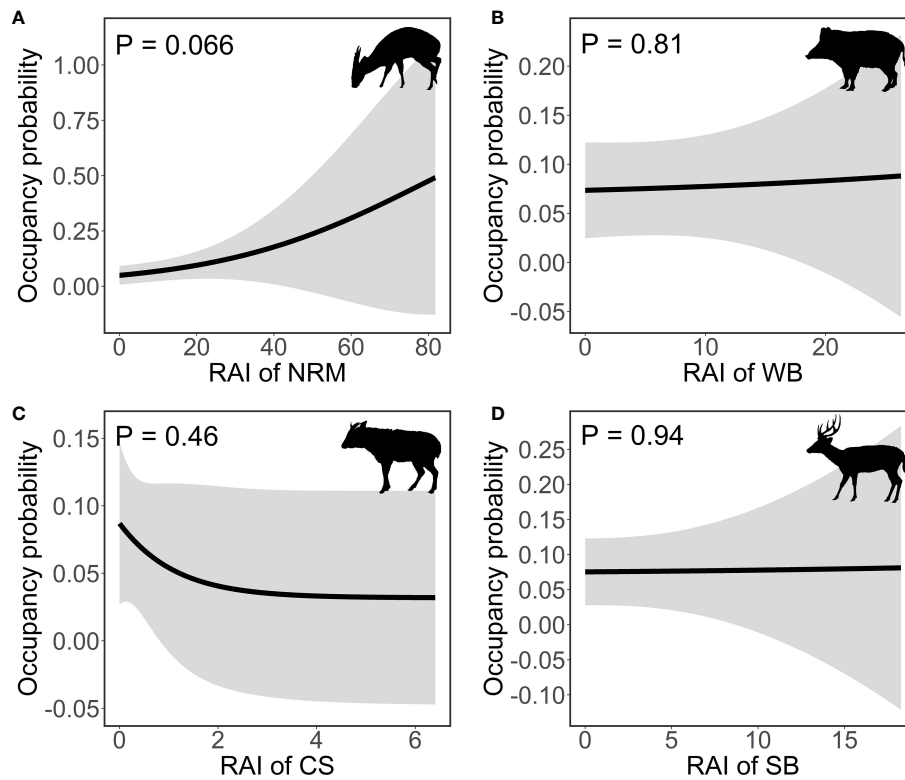 A
P = 0.066
Occupancy probability
1.00
0.75
0.50
0.25
0.00
0 20 40 60 80
RAI of NRM
B
P = 0.81
Occupancy probability
0.20
0.15
0.10
0.05
0.00
-0.05
0 10 20
RAI of WB
C
P = 0.46
Occupancy probability
0.15
0.10
0.05
0.00
-0.05
0 2 4 6
RAI of CS
D
P = 0.94
Occupancy probability
0.25
0.20
0.15
0.10
0.05
0.00
-0.05
-0.10
0 5 10 15
RAI of SB